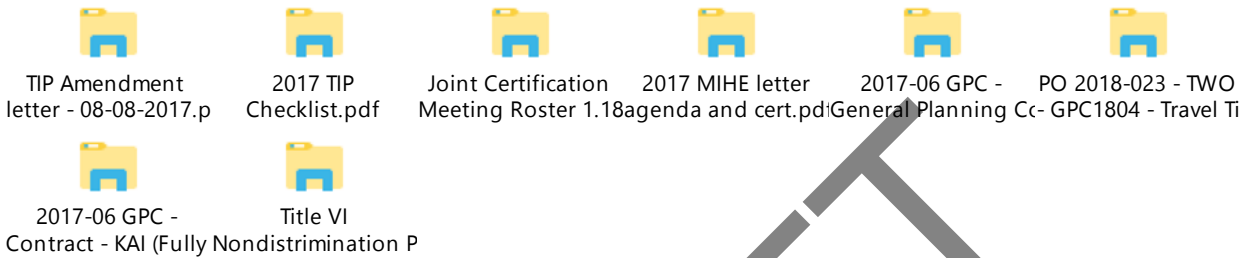 TIP Amendment
letter - 08-08-2017.p
2017 TIP
Checklist.pdf
Joint Certification
Meeting Roster 1.18
2017 MIHE letter
agenda and cert.pdf
2017-06 GPC -
General Planning Cc
PO 2018-023 - TWO
- GPC1804 - Travel Ti
2017-06 GPC -
Contract - KAI (Fully
Title VI
Nondistrimination P